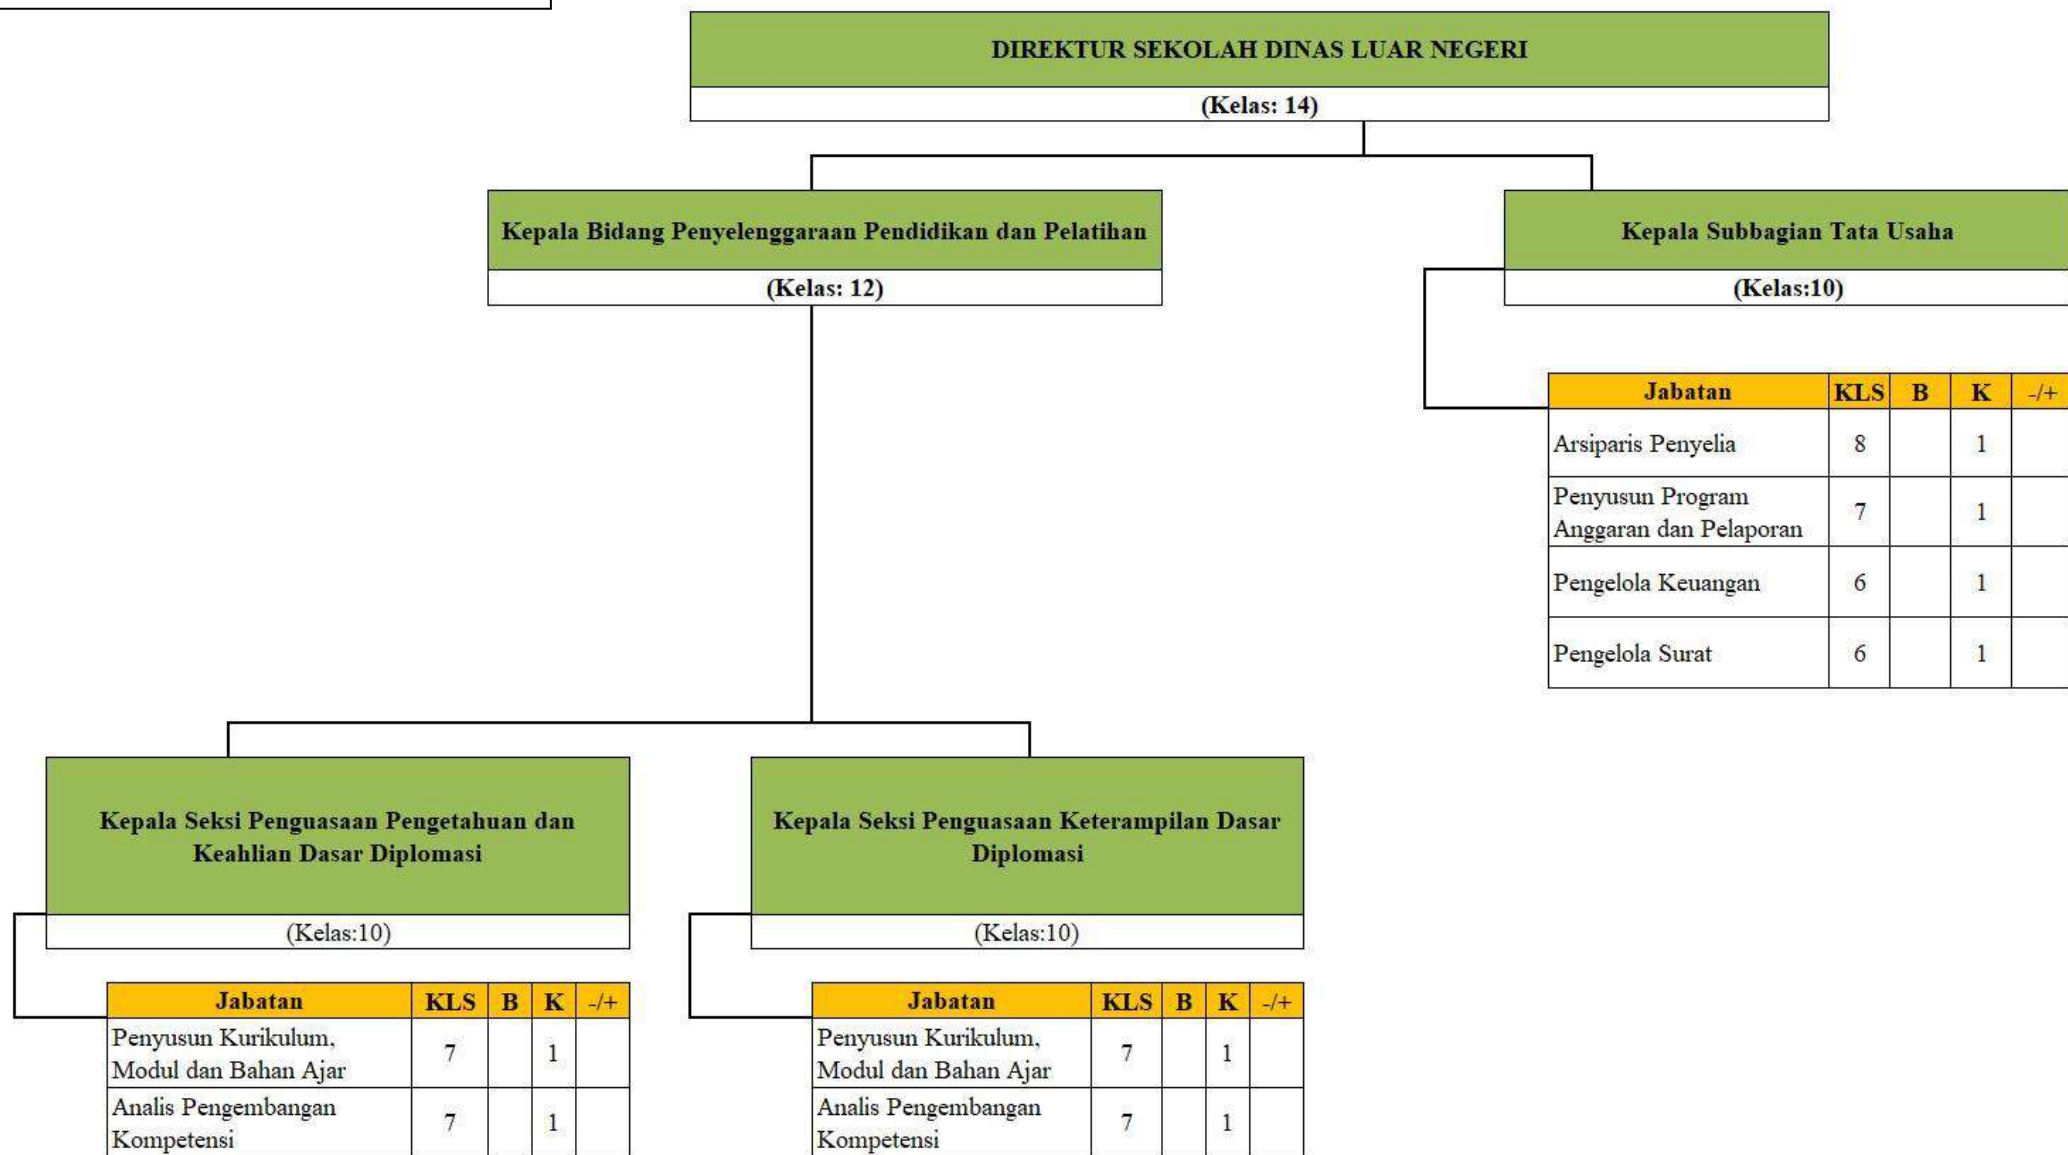 DIREKTUR SEKOLAH DINAS LUAR NEGERI
(Kelas: 14)
Kepala Bidang Penyelenggaraan Pendidikan dan Pelatihan
(Kelas: 12)
Kepala Subbagian Tata Usaha
(Kelas:10)
Jabatan KLS B K -/+
Arsiparis Penyelia 8 1
Penyusun Program
Anggaran dan Pelaporan 7 1
Pengelola Keuangan 6 1
Pengelola Surat 6 1
Kepala Seksi Penguasaan Pengetahuan dan
Keahlian Dasar Diplomasi
(Kelas:10)
Jabatan KLS B K -/+
Penyusun Kurikulum,
Modul dan Bahan Ajar 7 1
Analis Pengembangan
Kompetensi 7 1
Kepala Seksi Penguasaan Keterampilan Dasar
Diplomasi
(Kelas:10)
Jabatan KLS B K -/+
Penyusun Kurikulum,
Modul dan Bahan Ajar 7 1
Analis Pengembangan
Kompetensi 7 1